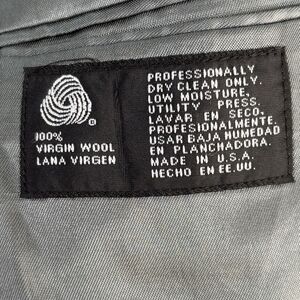 ®
100%
VIRGIN WOOL
LANA VIRGEN
PROFESSIONALLY
DRY CLEAN ONLY.
LOW MOISTURE,
UTILITY PRESS.
LAVAR EN SECO,
PROFESIONALMENTE.
USAR BAJA HUMEDAD
EN PLANCHADORA.
MADE IN U.S.A.
HECHO EN EE.UU.